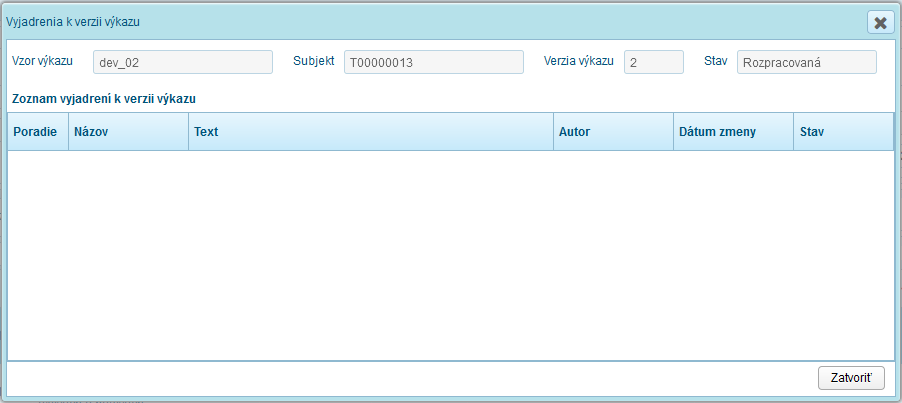 Vyjadrenia k verzii výkazu
Vzor výkazu dev_02 Subjekt T00000013 Verzia výkazu 2 Stav Rozpracovaná
Zoznam vyjadrení k verzii výkazu
Poradie Názov Text Autor Dátum zmeny Stav
Zatvoriť